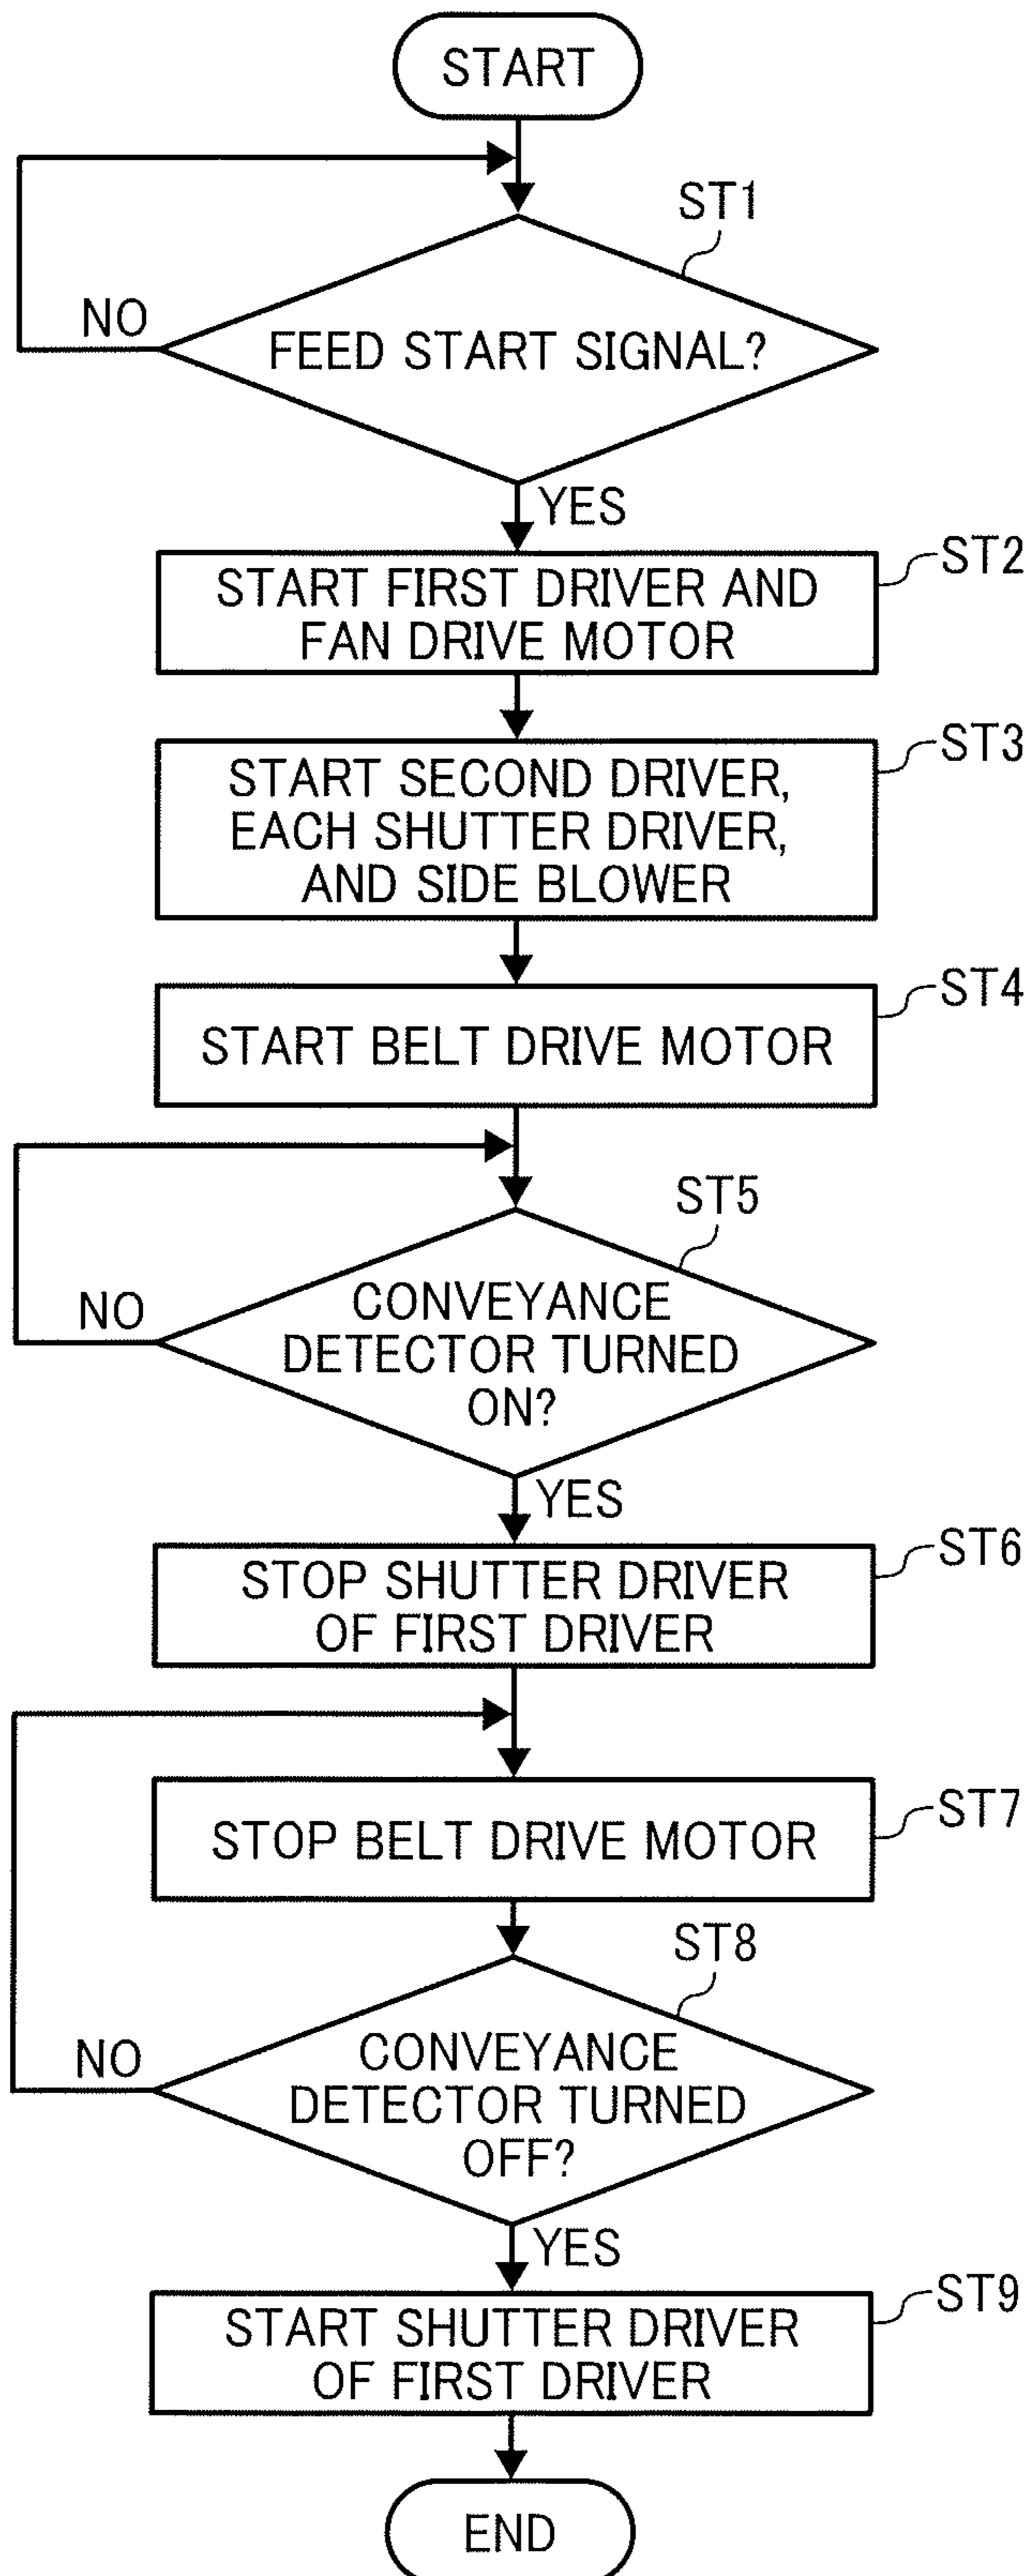 START
ST1
NO
FEED START SIGNAL?
YES
ST2
START FIRST DRIVER AND
FAN DRIVE MOTOR
ST3
START SECOND DRIVER,
EACH SHUTTER DRIVER,
AND SIDE BLOWER
ST4
START BELT DRIVE MOTOR
ST5
NO
CONVEYANCE
DETECTOR TURNED
ON?
YES
ST6
STOP SHUTTER DRIVER
OF FIRST DRIVER
ST7
STOP BELT DRIVE MOTOR
ST8
NO
CONVEYANCE
DETECTOR TURNED
OFF?
YES
ST9
START SHUTTER DRIVER
OF FIRST DRIVER
END